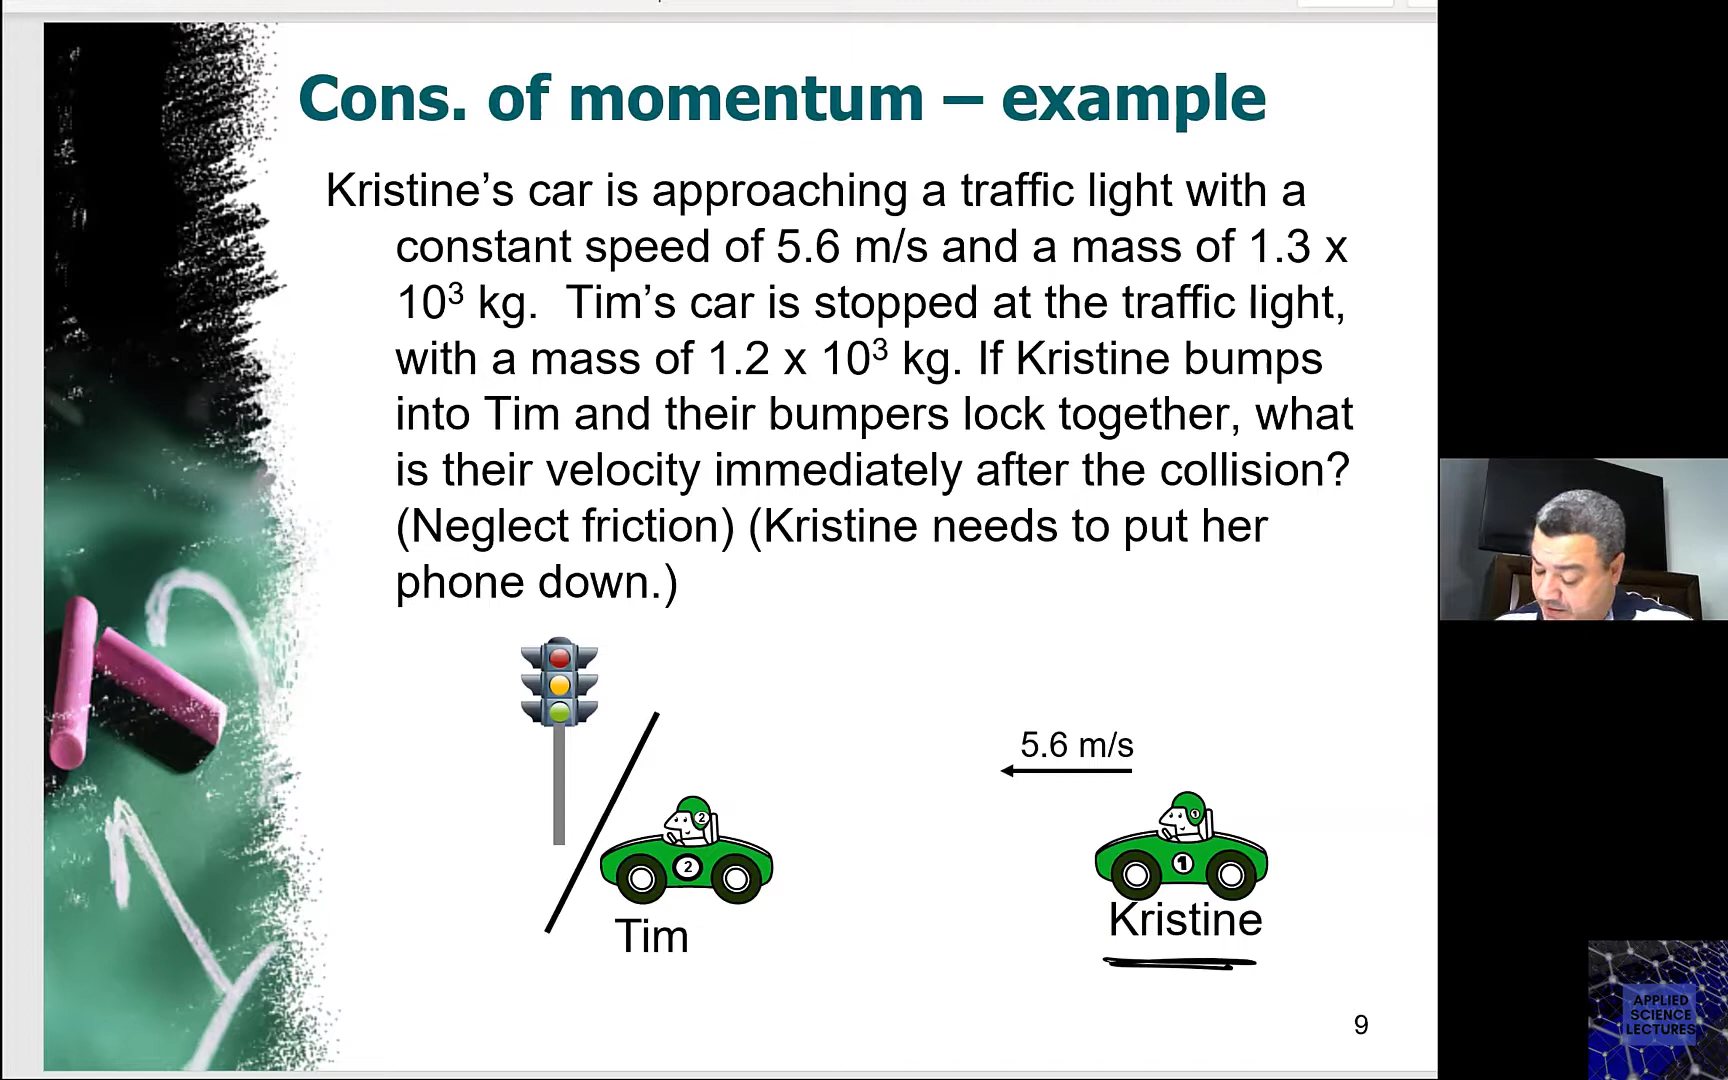 Cons. of momentum – example
Kristine’s car is approaching a traffic light with a
constant speed of 5.6 m/s and a mass of 1.3 x
10³ kg.  Tim’s car is stopped at the traffic light,
with a mass of 1.2 x 10³ kg. If Kristine bumps
into Tim and their bumpers lock together, what
is their velocity immediately after the collision?
(Neglect friction) (Kristine needs to put her
phone down.)
5.6 m/s
2
2
1
1
Tim
Kristine
9
APPLIED
SCIENCE
LECTURES